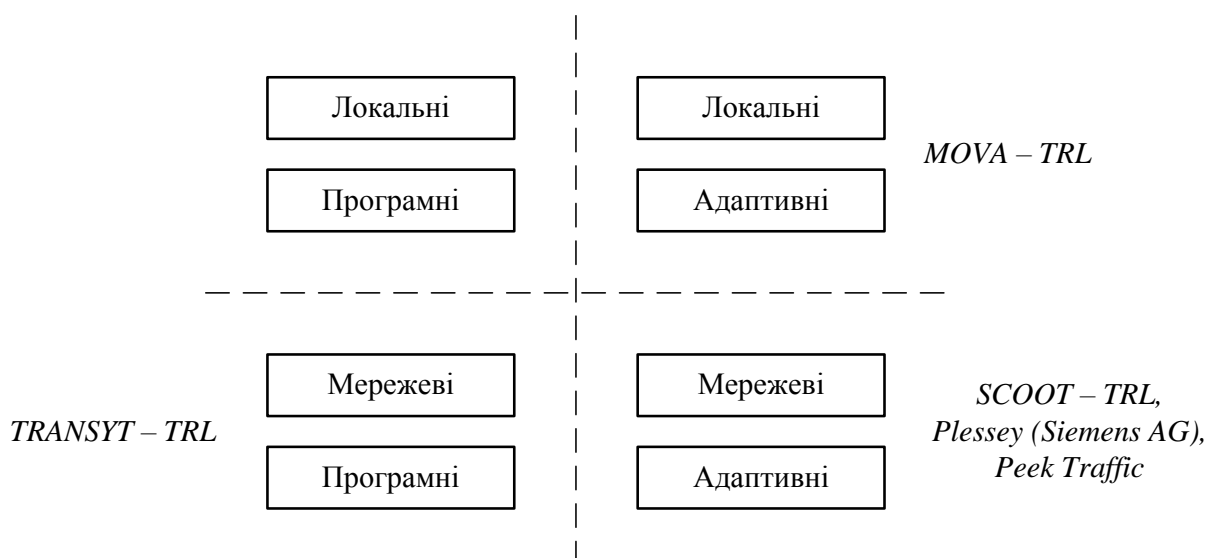 Локальні
Програмні
Локальні
Адаптивні
MOVA – TRL
TRANSYT – TRL
Мережеві
Програмні
Мережеві
Адаптивні
SCOOT – TRL,
Plessey (Siemens AG),
Peek Traffic